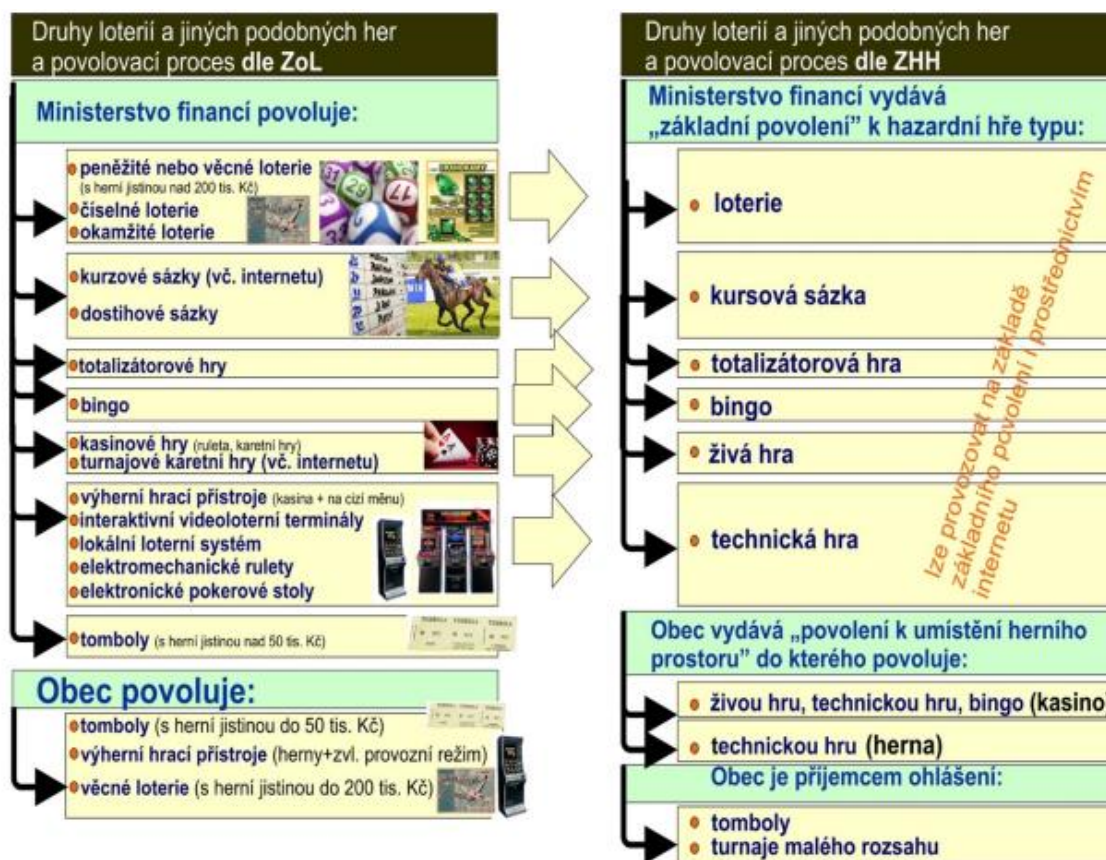 Druhy loterií a jiných podobných her
a povolovací proces dle ZoL
Ministerstvo financí povoluje:
peněžité nebo věcné loterie
(s herní jistinou nad 200 tis. Kč)
číselné loterie
okamžité loterie
kurzové sázky (vč. internetu)
dostihové sázky
totalizátorové hry
bingo
kasinové hry (ruleta, karetní hry)
turnajové karetní hry (vč. internetu)
výherní hrací přístroje (kasina + na cizí měnu)
interaktivní videoloterní terminály
lokální loterní systém
elektromechanické rulety
elektronické pokerové stoly
tomboly (s herní jistinou nad 50 tis. Kč)
Obec povoluje:
tomboly (s herní jistinou do 50 tis. Kč)
výherní hrací přístroje (herny+zvl. provozní režim)
věcné loterie (s herní jistinou do 200 tis. Kč)
31
29
17
33
Druhy loterií a jiných podobných her
a povolovací proces dle ZHH
Ministerstvo financí vydává
„základní povolení” k hazardní hře typu:
loterie
kursová sázka
totalizátorová hra
bingo
živá hra
technická hra
lze provozovat na základě
základního povolení i prostřednictvím
internetu
Obec vydává „povolení k umístění herního
prostoru” do kterého povoluje:
živou hru, technickou hru, bingo (kasino)
technickou hru (herna)
Obec je příjemcem ohlášení:
tomboly
turnaje malého rozsahu